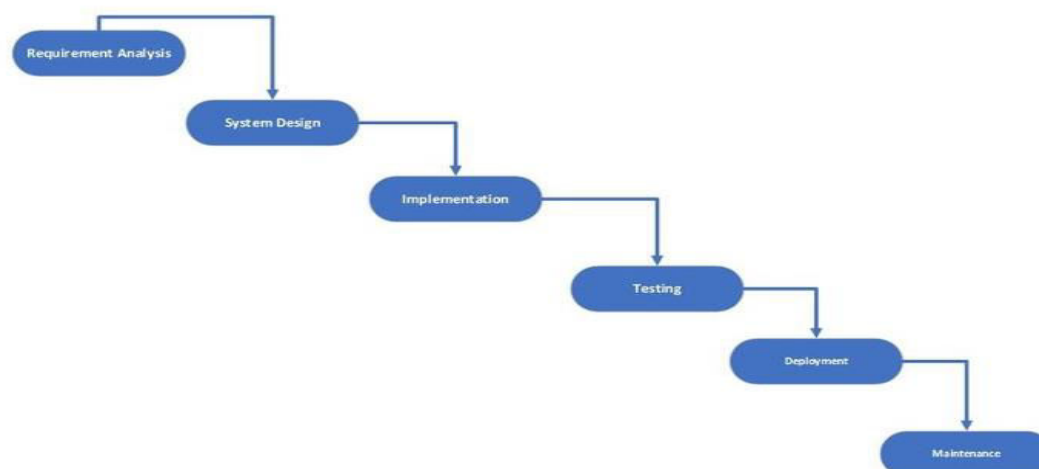 Requirement Analysis
System Design
Implementation
Testing
Deployment
Maintenance